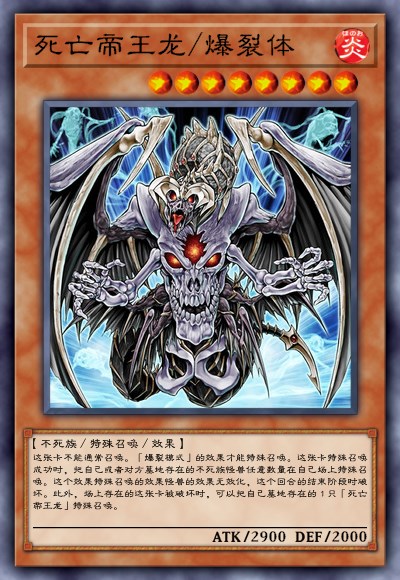 死亡帝王龙/爆裂体
炎
ほのお
【不死族/特殊召唤/效果】
这张卡不能通常召唤。「爆裂模式」的效果才能特殊召唤。这张卡特殊召唤
成功时,把自己或者对方墓地存在的不死族怪兽任意数量在自己场上特殊召
唤。这个效果特殊召唤的效果怪兽的效果无效化,这个回合的结束阶段时破
坏。此外,场上存在的这张卡被破坏时,可以把自己墓地存在的1只「死亡
帝王龙」特殊召唤。
ATK/2900 DEF/2000